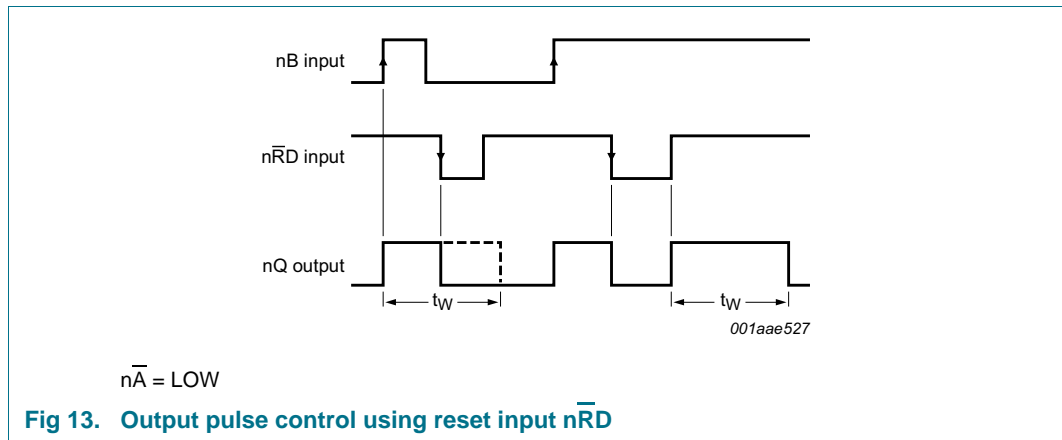 nB input
nR̅D input
nQ output
tW
tW
001aae527
nA̅ = LOW
Fig 13. Output pulse control using reset input nR̅D